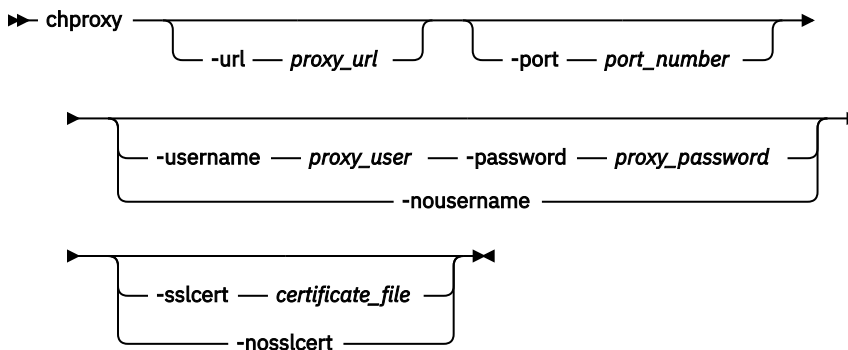 chproxy
-url proxy_url -port port_number
-username proxy_user -password proxy_password
-nousername
-sslcert certificate_file
-nosslcert